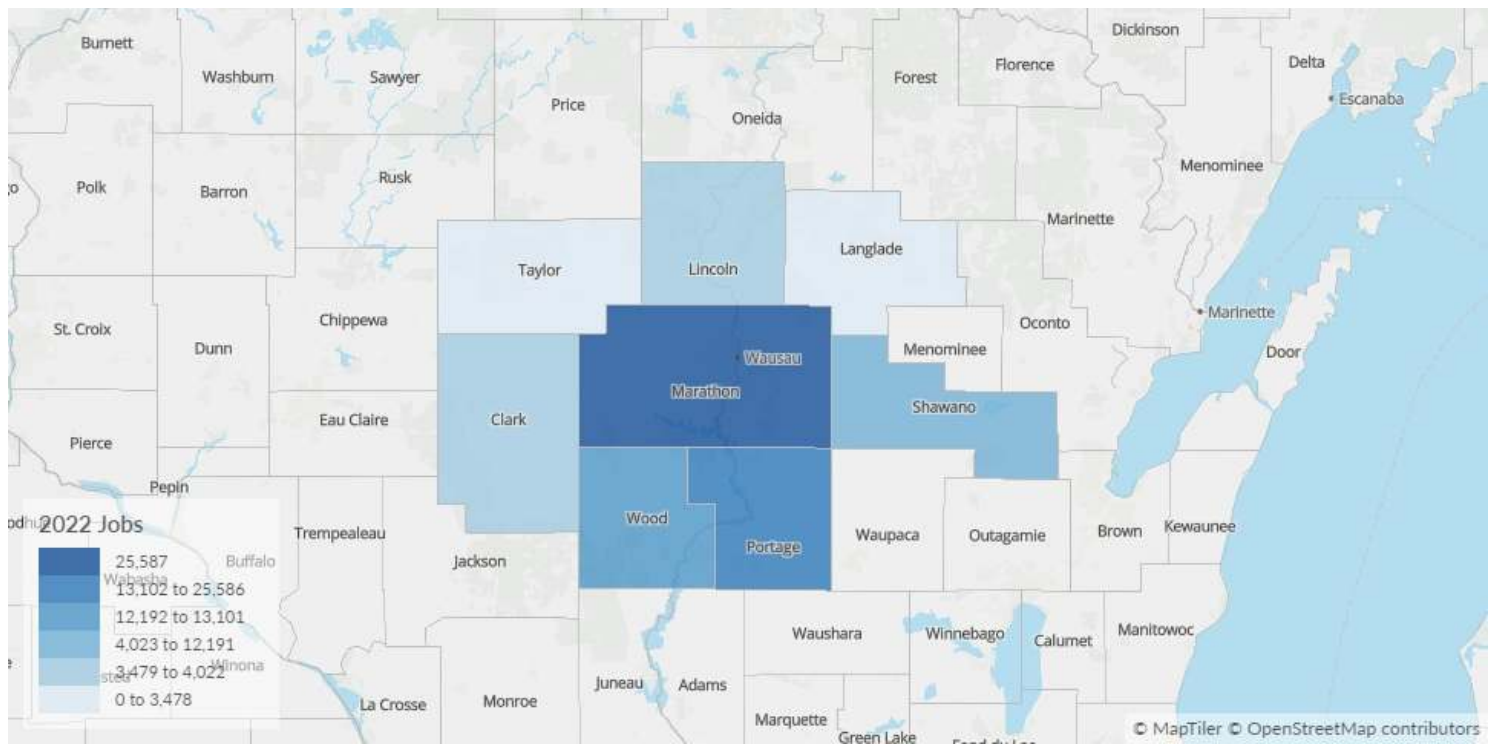 Burnett
Washburn
Sawyer
Price
Oneida
Forest
Florence
Dickinson
Delta
Escanaba
Menominee
Polk
Barron
Rusk
Marinette
Taylor
Lincoln
Langlade
St. Croix
Dunn
Chippewa
Wausau
Marathon
Menominee
Oconto
Marinette
Door
Pierce
Eau Claire
Clark
Shawano
Pepin
Trempealeau
Jackson
Wood
Portage
Waupaca
Outagamie
Brown
Kewaunee
2022 Jobs
25,587
13,102 to 25,586
12,192 to 13,101
4,023 to 12,191
3,479 to 4,022
0 to 3,478
Buffalo
Wabasha
Winona
La Crosse
Monroe
Juneau
Adams
Waushara
Winnebago
Calumet
Manitowoc
Marquette
Green Lake
© MapTiler © OpenStreetMap contributors